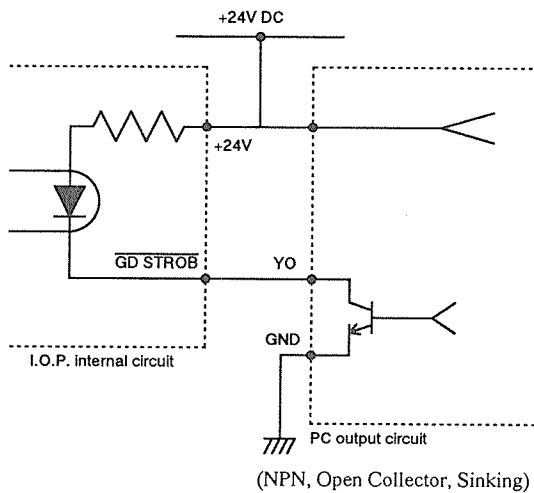 +24V DC
+24V
GD STROB
YO
GND
I.O.P. internal circuit
PC output circuit
(NPN, Open Collector, Sinking)